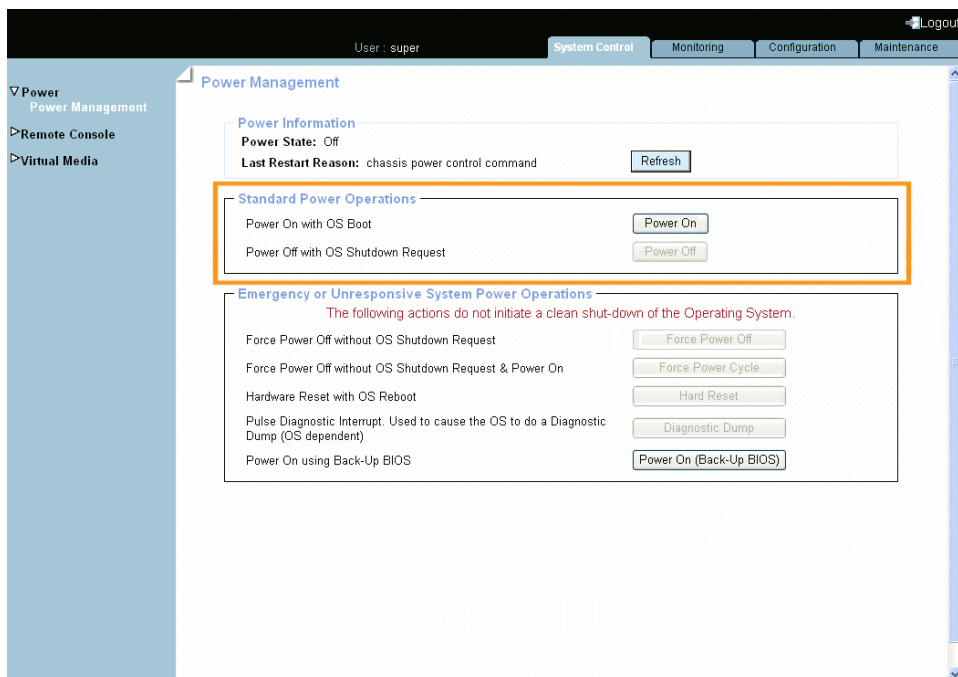 Logout
User : super
System Control Monitoring Configuration Maintenance
Power
Power Management
Remote Console
Virtual Media
Power Management
Power Information
Power State: Off
Last Restart Reason: chassis power control command Refresh
Standard Power Operations
Power On with OS Boot Power On
Power Off with OS Shutdown Request Power Off
Emergency or Unresponsive System Power Operations
The following actions do not initiate a clean shut-down of the Operating System.
Force Power Off without OS Shutdown Request Force Power Off
Force Power Off without OS Shutdown Request & Power On Force Power Cycle
Hardware Reset with OS Reboot Hard Reset
Pulse Diagnostic Interrupt. Used to cause the OS to do a Diagnostic
Dump (OS dependent) Diagnostic Dump
Power On using Back-Up BIOS Power On (Back-Up BIOS)